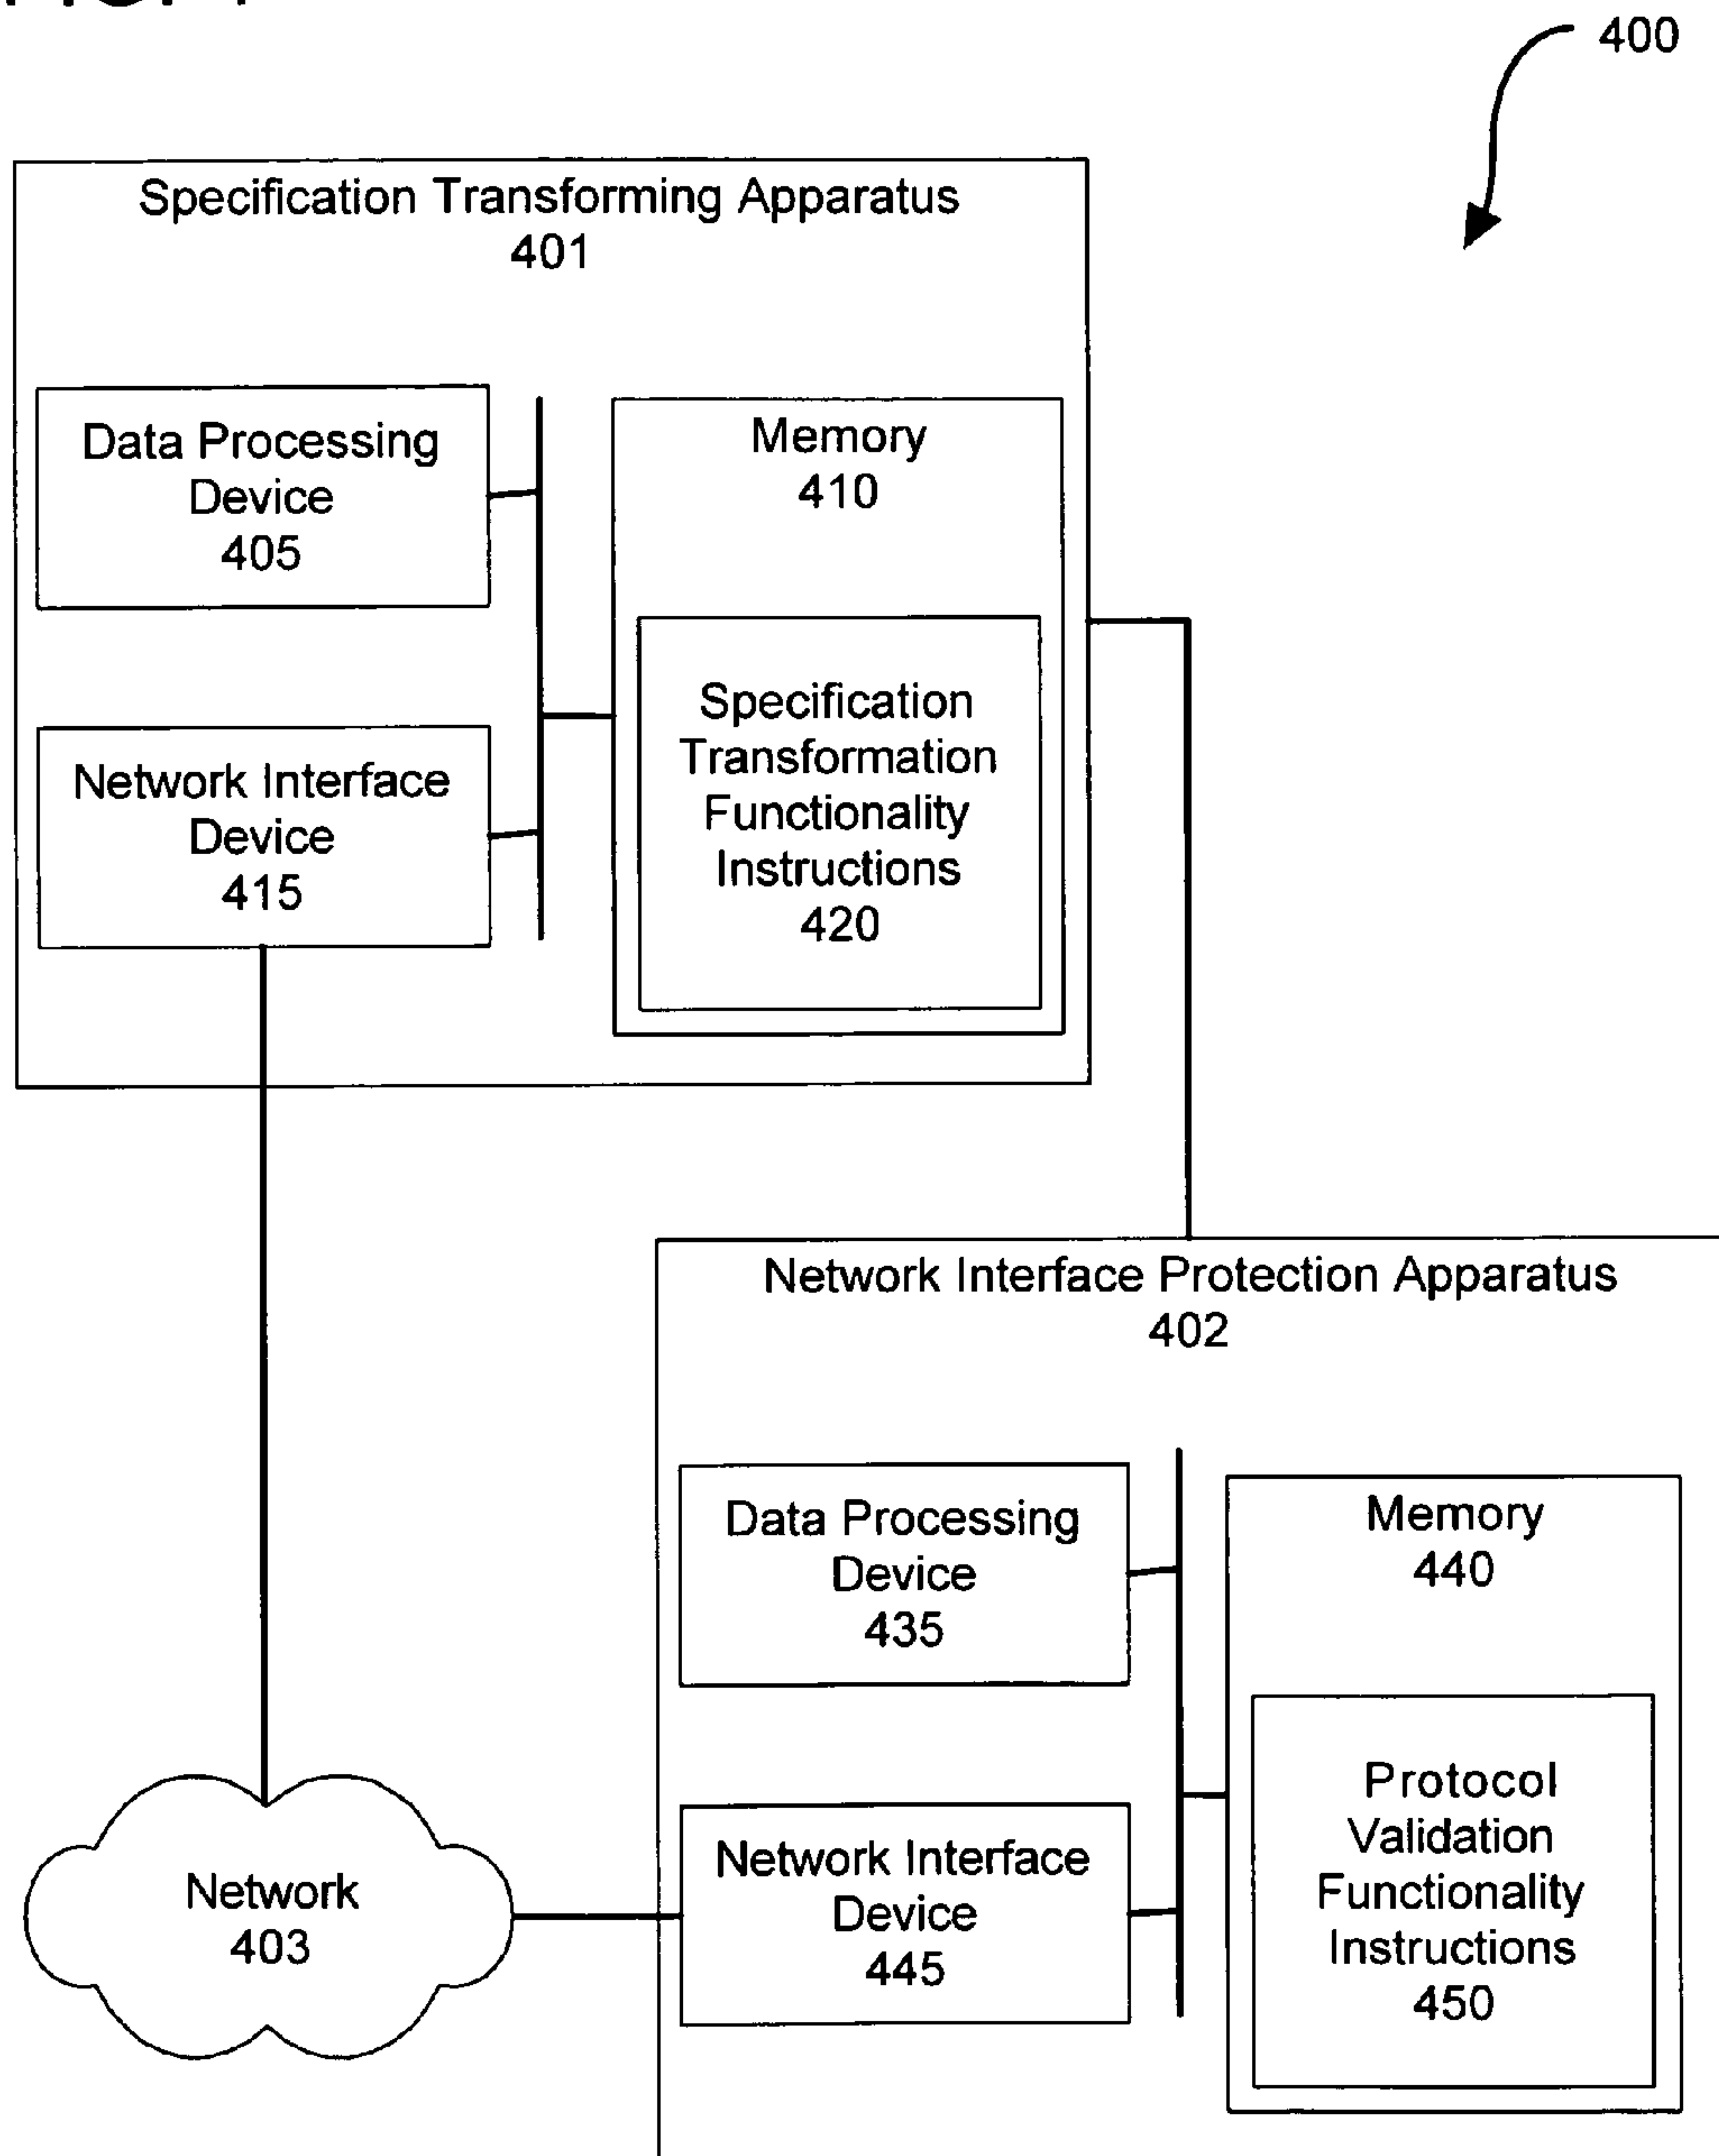 400
Specification Transforming Apparatus
401
Data Processing
Device
405
Memory
410
Specification
Transformation
Functionality
Instructions
420
Network Interface
Device
415
Network Interface Protection Apparatus
402
Data Processing
Device
435
Memory
440
Protocol
Validation
Functionality
Instructions
450
Network Interface
Device
445
Network
403